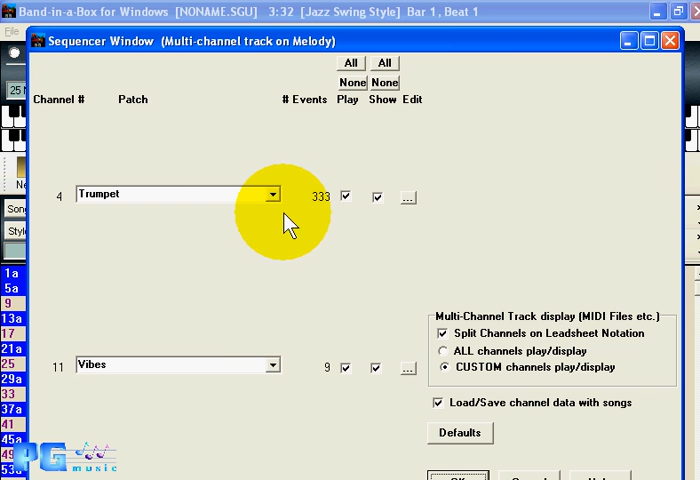 Band-in-a-Box for Windows [NONAME.SGU] 3:32 [Jazz Swing Style] Bar 1, Beat 1
Sequencer Window (Multi-channel track on Melody)
All All
None None
Channel # Patch # Events Play Show Edit
4 Trumpet 333 ...
Multi-Channel Track display (MIDI Files etc.)
Split Channels on Leadsheet Notation
ALL channels play/display
11 Vibes 9 ...
CUSTOM channels play/display
Load/Save channel data with songs
Defaults
1a
5a
9
13a
17
21a
25
29a
33
37a
41
45a
PG music